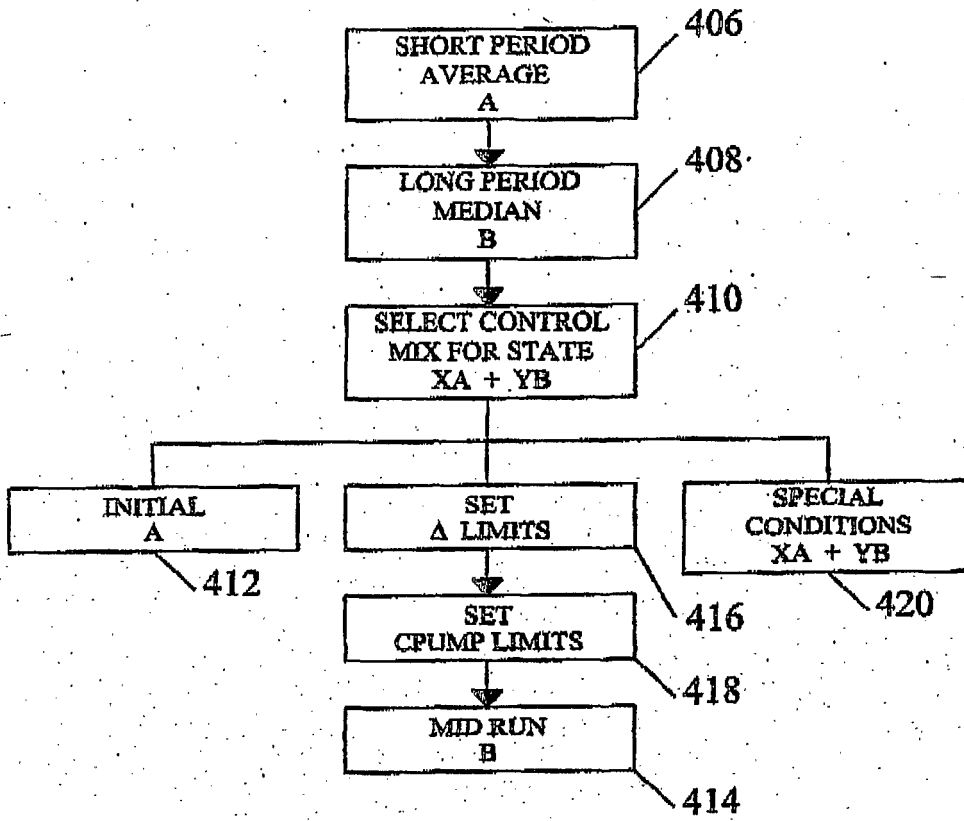 406
SHORT PERIOD
AVERAGE
A
408
LONG PERIOD
MEDIAN
B
410
SELECT CONTROL
MIX FOR STATE
XA + YB
INITIAL
A
412
SET
Δ LIMITS
416
SPECIAL
CONDITIONS
XA + YB
420
SET
CPUMP LIMITS
418
MID RUN
B
414